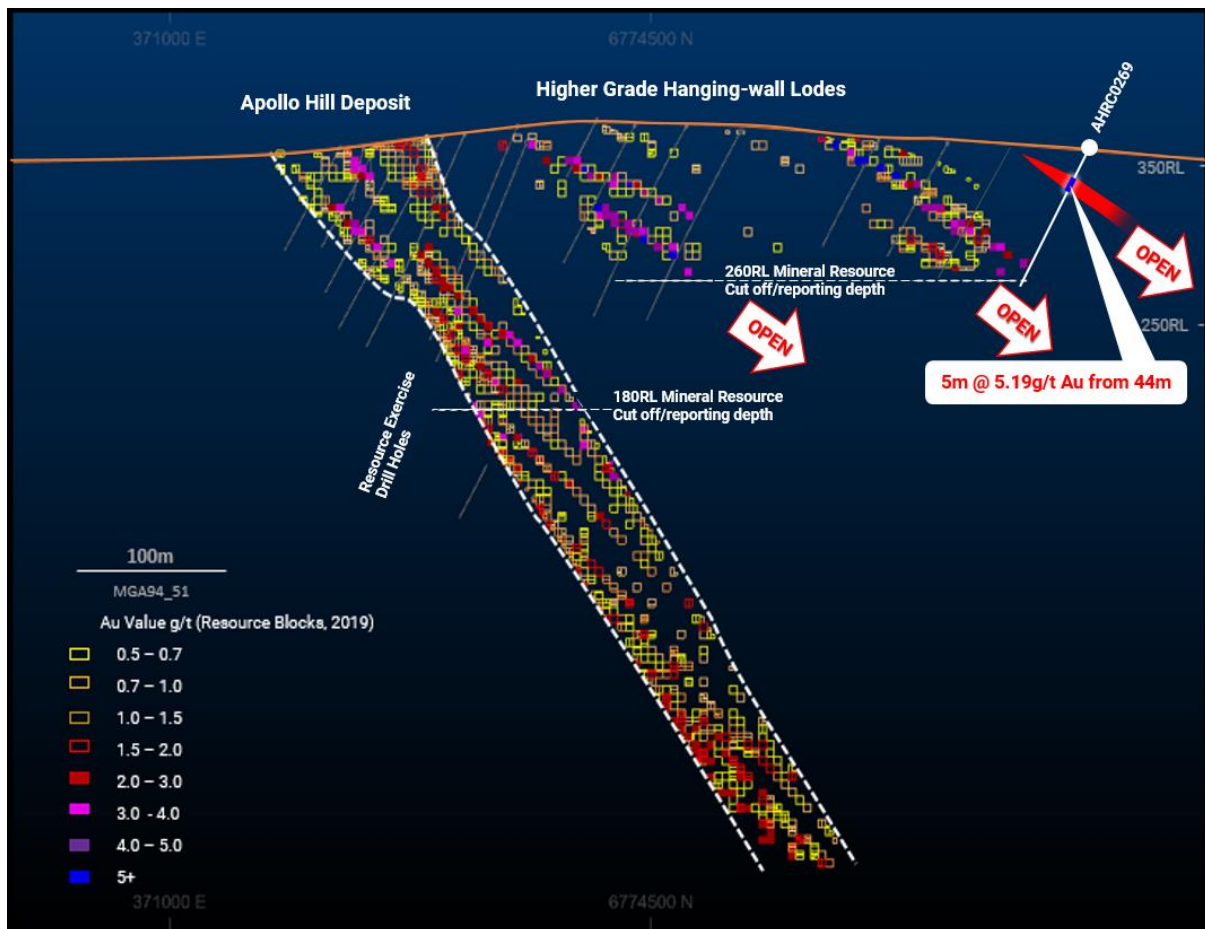 371000 E
6774500 N
Apollo Hill Deposit
Higher Grade Hanging-wall Lodes
AHRC0269
350RL
OPEN
260RL Mineral Resource
Cut off/reporting depth
OPEN
OPEN
250RL
5m @ 5.19g/t Au from 44m
180RL Mineral Resource
Cut off/reporting depth
Resource Exercise
Drill Holes
100m
MGA94_51
Au Value g/t (Resource Blocks, 2019)
0.5 – 0.7
0.7 – 1.0
1.0 – 1.5
1.5 – 2.0
2.0 – 3.0
3.0 - 4.0
4.0 – 5.0
5+
371000 E
6774500 N